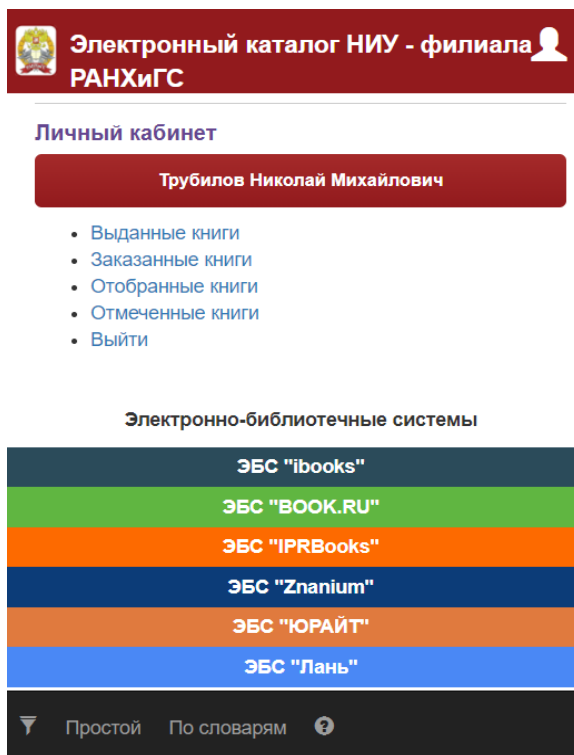 Электронный каталог НИУ - филиала
РАНХиГС
Личный кабинет
Трубилов Николай Михайлович
Выданные книги
Заказанные книги
Отобранные книги
Отмеченные книги
Выйти
Электронно-библиотечные системы
ЭБС "ibooks"
ЭБС "BOOK.RU"
ЭБС "IPRBooks"
ЭБС "Znanium"
ЭБС "ЮРАЙТ"
ЭБС "Лань"
Простой По словарям ?